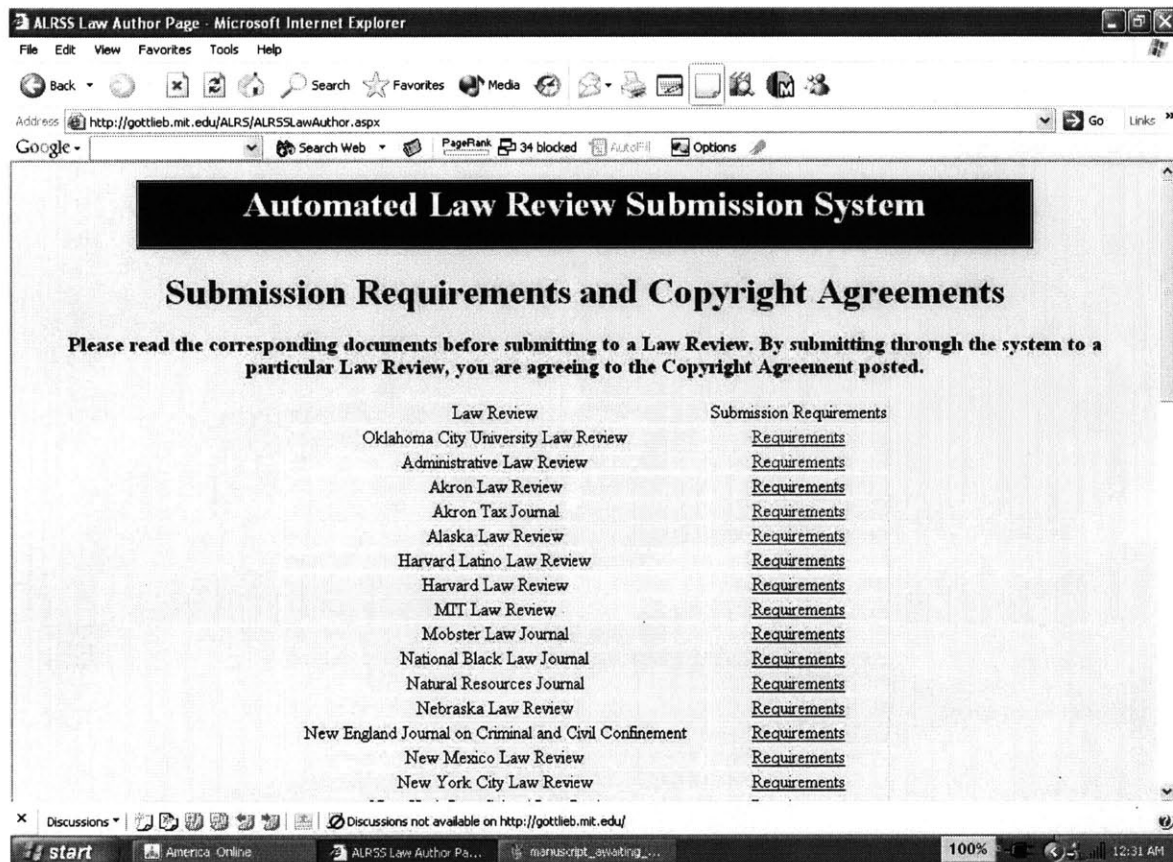 ALRSS Law Author Page - Microsoft Internet Explorer
File Edit View Favorites Tools Help
Back Search Favorites Media
Address http://gottlieb.mit.edu/ALRS/ALRSSLawAuthor.aspx Go Links »
Google Search Web PageRank 34 blocked AutoFill Options
Automated Law Review Submission System
Submission Requirements and Copyright Agreements
Please read the corresponding documents before submitting to a Law Review. By submitting through the system to a
particular Law Review, you are agreeing to the Copyright Agreement posted.
Law Review Submission Requirements
Oklahoma City University Law Review Requirements
Administrative Law Review Requirements
Akron Law Review Requirements
Akron Tax Journal Requirements
Alaska Law Review Requirements
Harvard Latino Law Review Requirements
Harvard Law Review Requirements
MIT Law Review Requirements
Mobster Law Journal Requirements
National Black Law Journal Requirements
Natural Resources Journal Requirements
Nebraska Law Review Requirements
New England Journal on Criminal and Civil Confinement Requirements
New Mexico Law Review Requirements
New York City Law Review Requirements
Discussions Discussions not available on http://gottlieb.mit.edu/
start America Online ALRSS Law Author Pa... manuscript_awaiting_... 100% 12:31 AM